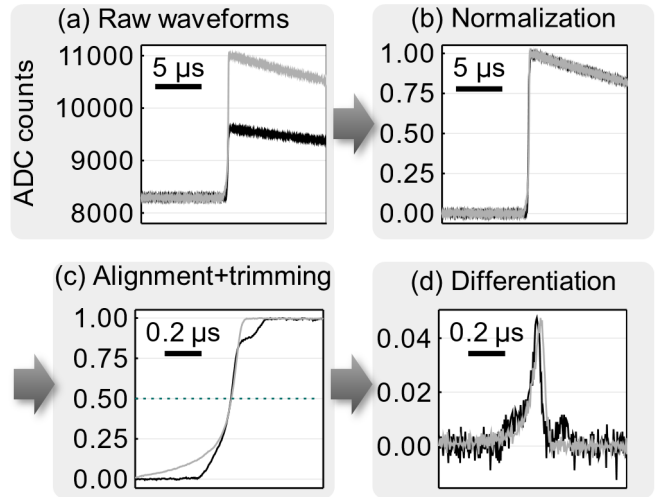 (a) Raw waveforms
ADC counts
11000
10000
9000
8000
5 μs
(b) Normalization
1.00
0.75
0.50
0.25
0.00
5 μs
(c) Alignment+trimming
1.00
0.75
0.50
0.25
0.00
0.2 μs
(d) Differentiation
0.04
0.02
0.00
0.2 μs